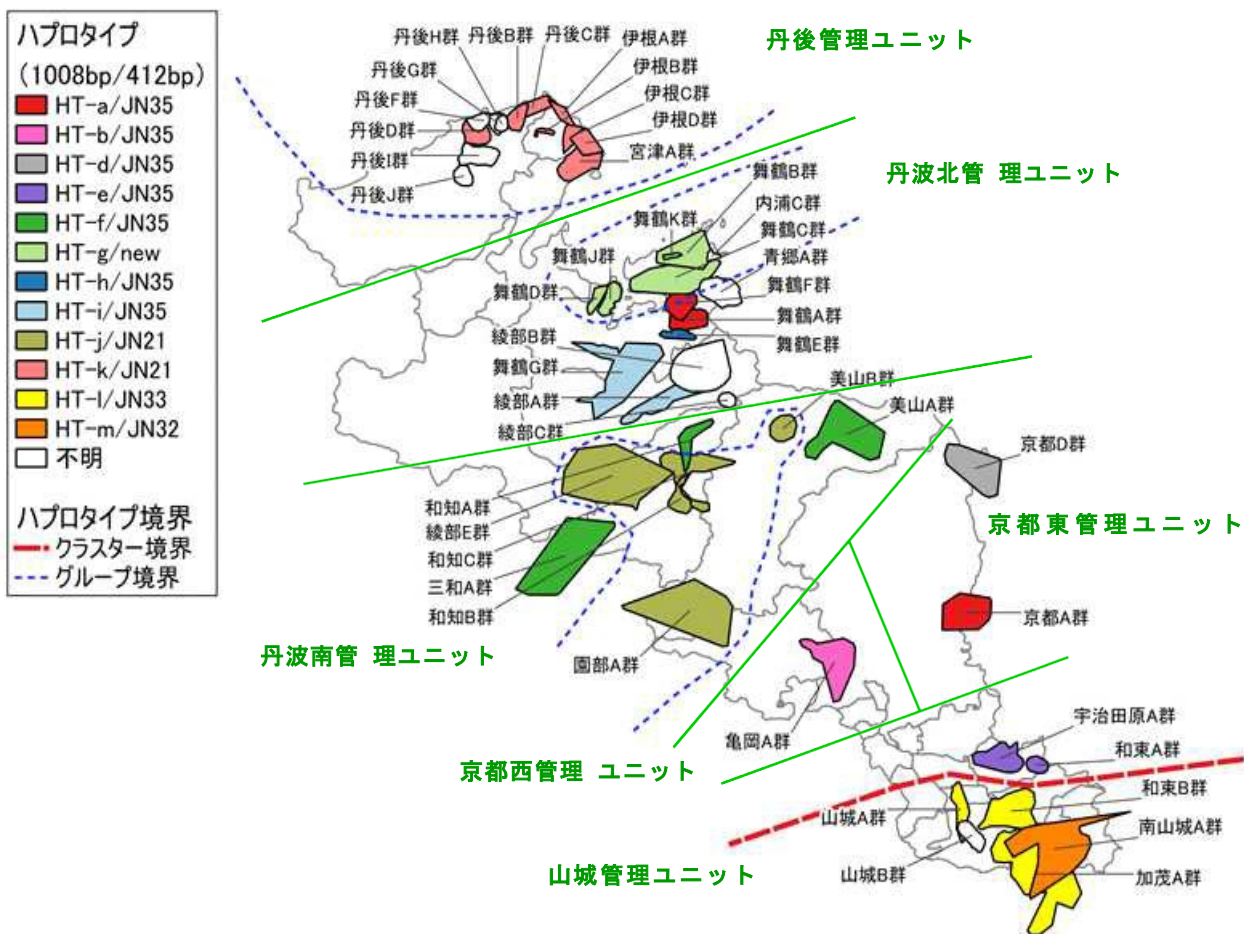 ハプロタイプ
(1008bp/412bp)
HT-a/JN35
HT-b/JN35
HT-d/JN35
HT-e/JN35
HT-f/JN35
HT-g/new
HT-h/JN35
HT-i/JN35
HT-j/JN21
HT-k/JN21
HT-l/JN33
HT-m/JN32
不明
ハプロタイプ境界
クラスター境界
グループ境界
丹後H群
丹後B群
丹後C群
伊根A群
丹後管理ユニット
丹後G群
伊根B群
丹後F群
伊根C群
丹後D群
伊根D群
丹後I群
宮津A群
丹後J群
舞鶴B群
丹波北管 理ユニット
内浦C群
舞鶴K群
舞鶴C群
舞鶴J群
青郷A群
舞鶴D群
舞鶴F群
舞鶴A群
綾部B群
舞鶴E群
舞鶴G群
美山B群
綾部A群
美山A群
綾部C群
京都D群
和知A群
京都東管理ユニット
綾部E群
和知C群
三和A群
和知B群
京都A群
丹波南管 理ユニット
園部A群
宇治田原A群
亀岡A群
和東A群
京都西管理 ユニット
和東B群
山城A群
南山城A群
山城B群
加茂A群
山城管理ユニット